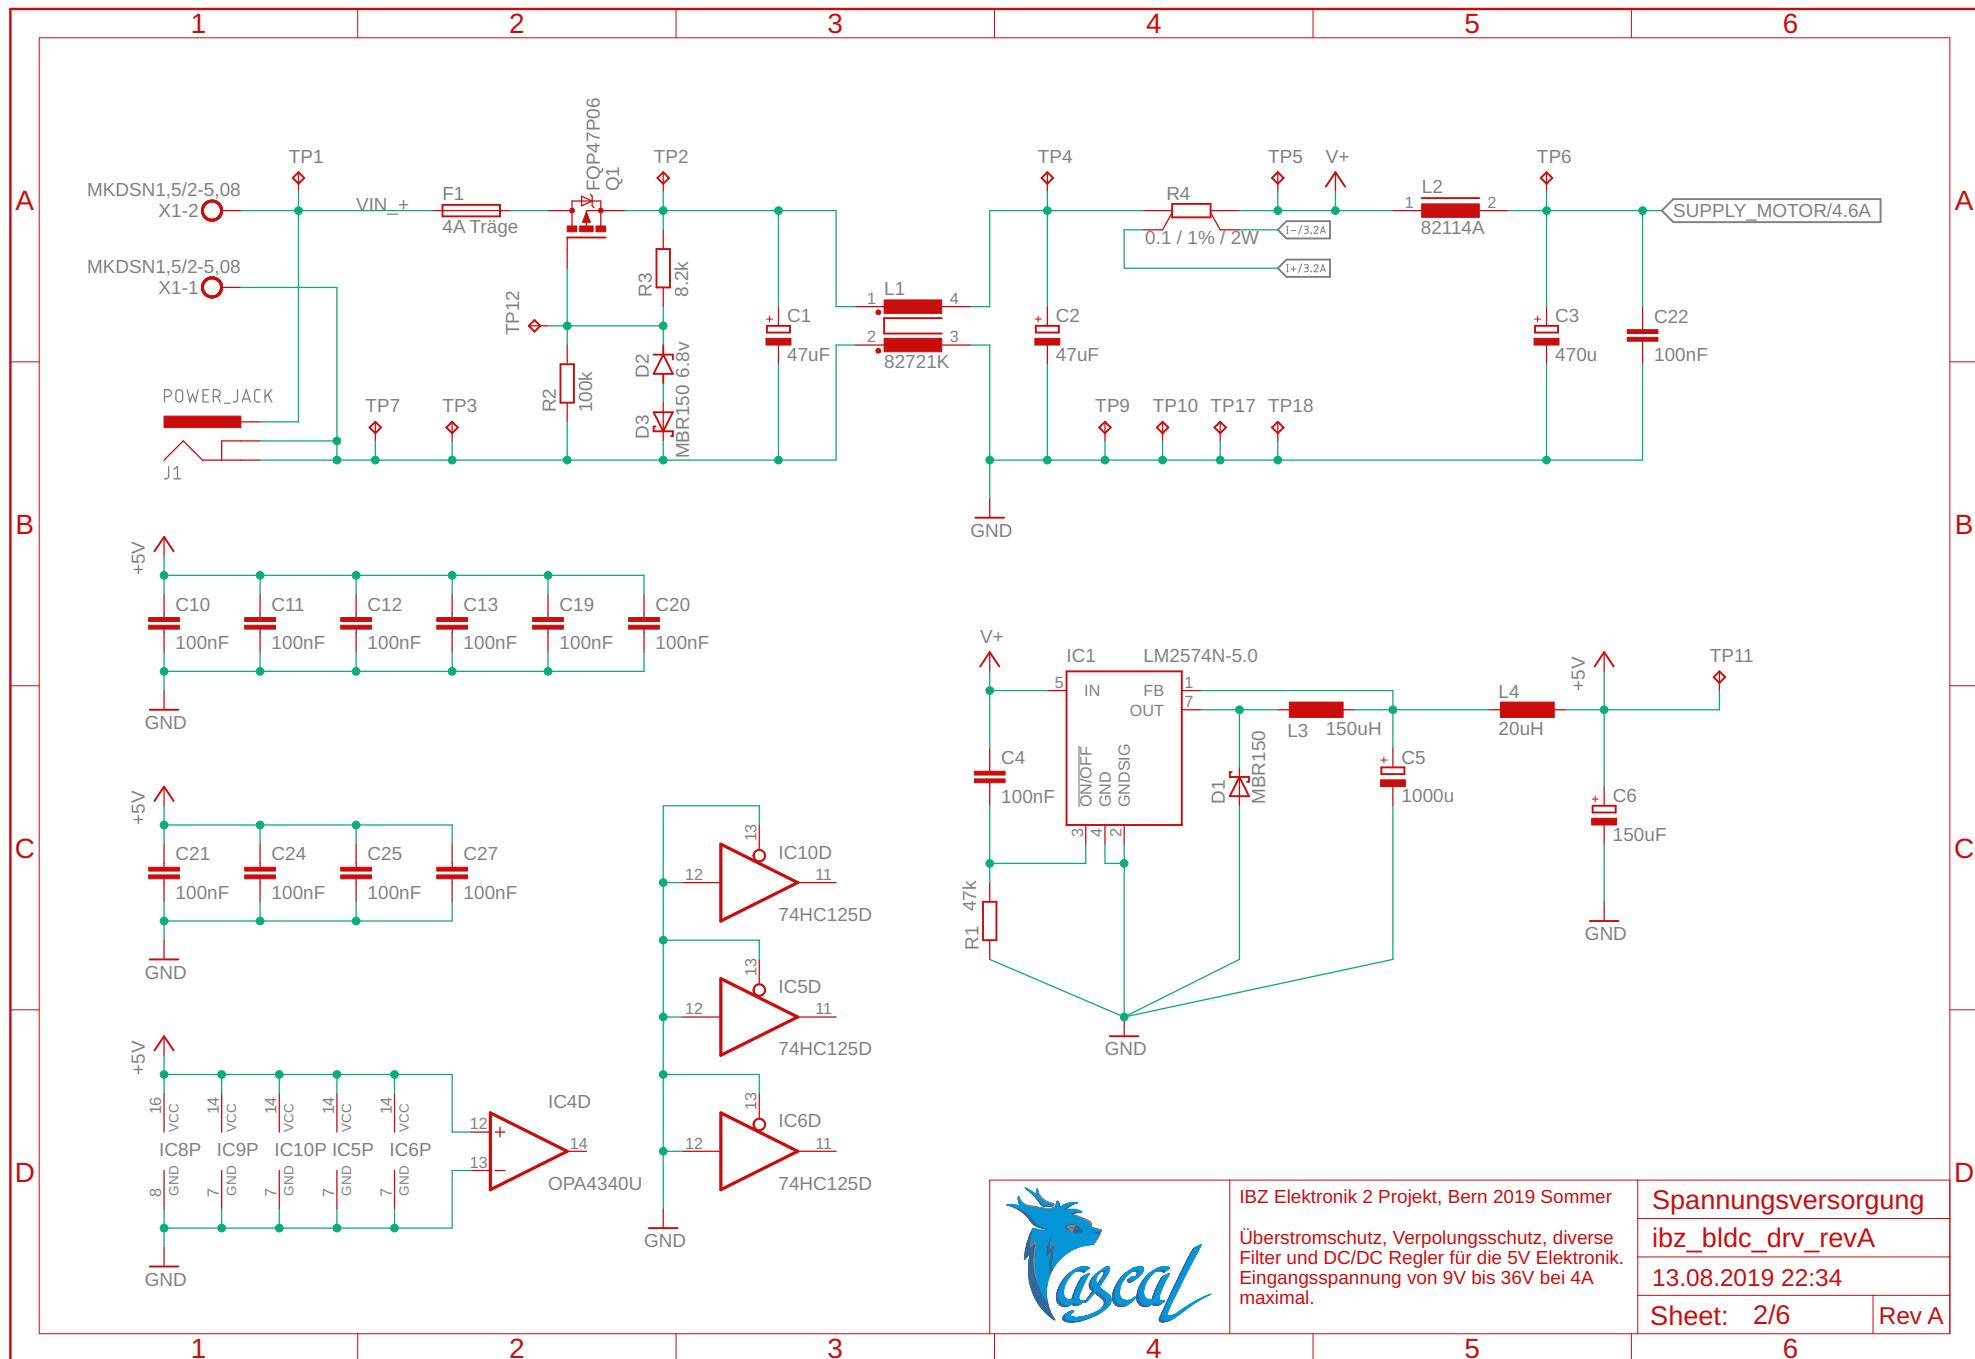 1 2 3 4 5 6
A
A
B
B
C
C
D
D
MKDSN1,5/2-5,08
X1-2
MKDSN1,5/2-5,08
X1-1
TP1
VIN_+
F1
4A Träge
FQP47P06
Q1
TP2
R3
8.2k
TP12
R2
100k
D2
6.8v
D3
MBR150
C1
47uF
1
2
L1
4
3
82721K
TP4
C2
47uF
R4
0.1 / 1% / 2W
I-/3.2A
I+/3.2A
TP5
V+
1
L2
2
82114A
TP6
C3
470u
C22
100nF
SUPPLY_MOTOR/4.6A
POWER_JACK
J1
TP7
TP3
TP9
TP10
TP17
TP18
GND
+5V
C10
100nF
C11
100nF
C12
100nF
C13
100nF
C19
100nF
C20
100nF
GND
V+
IC1
LM2574N-5.0
5
IN
FB
1
OUT
7
ON/OFF
GND
GNDSIG
3
4
2
C4
100nF
R1
47k
D1
MBR150
L3
150uH
C5
1000u
L4
20uH
+5V
TP11
C6
150uF
GND
GND
+5V
C21
100nF
C24
100nF
C25
100nF
C27
100nF
GND
13
IC10D
12
11
74HC125D
13
IC5D
12
11
74HC125D
13
IC6D
12
11
74HC125D
GND
+5V
16
VCC
IC8P
8
GND
14
VCC
IC9P
7
GND
14
VCC
IC10P
7
GND
14
VCC
IC5P
7
GND
14
VCC
IC6P
7
GND
IC4D
12
+
13
-
14
OPA4340U
GND
Pascal
IBZ Elektronik 2 Projekt, Bern 2019 Sommer
Überstromschutz, Verpolungsschutz, diverse
Filter und DC/DC Regler für die 5V Elektronik.
Eingangsspannung von 9V bis 36V bei 4A
maximal.
Spannungsversorgung
ibz_bldc_drv_revA
13.08.2019 22:34
Sheet: 2/6
Rev A
1 2 3 4 5 6